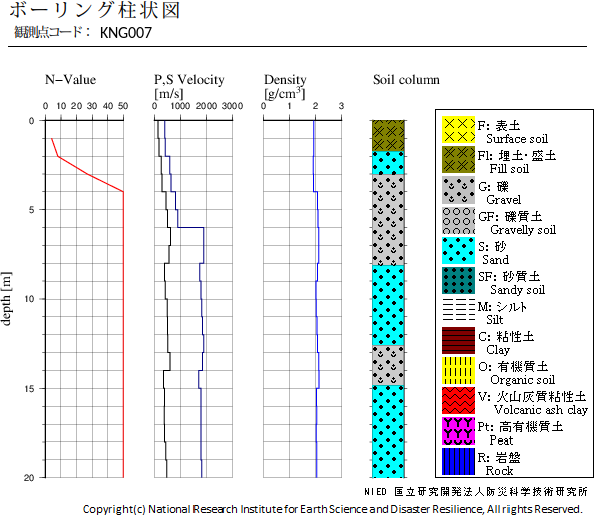 ボーリング柱状図
観測点コード： KNG007
N−Value P,S Velocity Density Soil column
[m/s] [g/cm3]
0 10 20 30 40 50 0 1000 2000 3000 0 1 2 3
0
5
10
15
20
depth [m]
F: 表土
Surface soil
Fl: 埋土・盛土
Fill soil
G: 礫
Gravel
GF: 礫質土
Gravelly soil
S: 砂
Sand
SF: 砂質土
Sandy soil
M: シルト
Silt
C: 粘性土
Clay
O: 有機質土
Organic soil
V: 火山灰質粘性土
Volcanic ash clay
Pt: 高有機質土
Peat
R: 岩盤
Rock
NIED 国立研究開発法人防災科学技術研究所
Copyright(c) National Research Institute for Earth Science and Disaster Resilience, All rights Reserved.